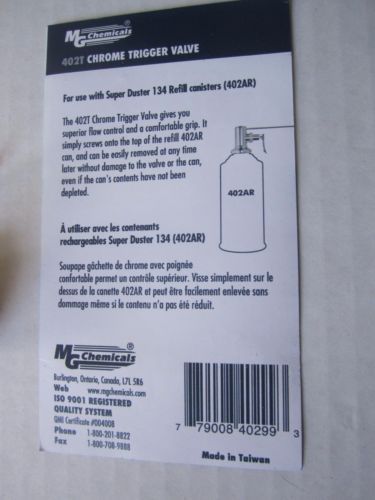 MG Chemicals®
402T CHROME TRIGGER VALVE
For use with Super Duster 134 Refill canisters (402AR)
The 402T Chrome Trigger Valve gives you
superior flow control and a comfortable grip. It
simply screws onto the top of the refill 402AR
can, and can be easily removed at any time
later without damage to the valve or the can,
even if the can's contents have not been
depleted.
402AR
À utiliser avec les contenants
rechargeables Super Duster 134 (402AR)
Soupape gâchette de chrome avec poignée
confortable permet un contrôle supérieur. Visse simplement sur le
dessus de la canette 402AR et peut être facilement enlevée sans
dommage même si le contenu n'a pas été réduit.
MG Chemicals®
Burlington, Ontario, Canada, L7L 5R6
Web www.mgchemicals.com
ISO 9001 REGISTERED
QUALITY SYSTEM
QMI Certificate #004008
Phone 1-800-201-8822
Fax 1-800-708-9888
7 79008 40299 3
Made in Taiwan